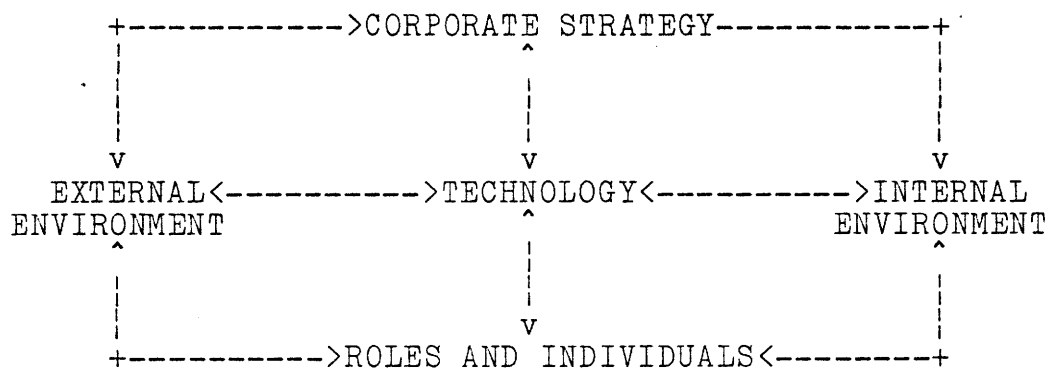 +----------->CORPORATE STRATEGY-----------+
^
v v v
EXTERNAL<----------->TECHNOLOGY<----------->INTERNAL
ENVIRONMENT ENVIRONMENT
^ ^ ^
v
+----------->ROLES AND INDIVIDUALS<--------+